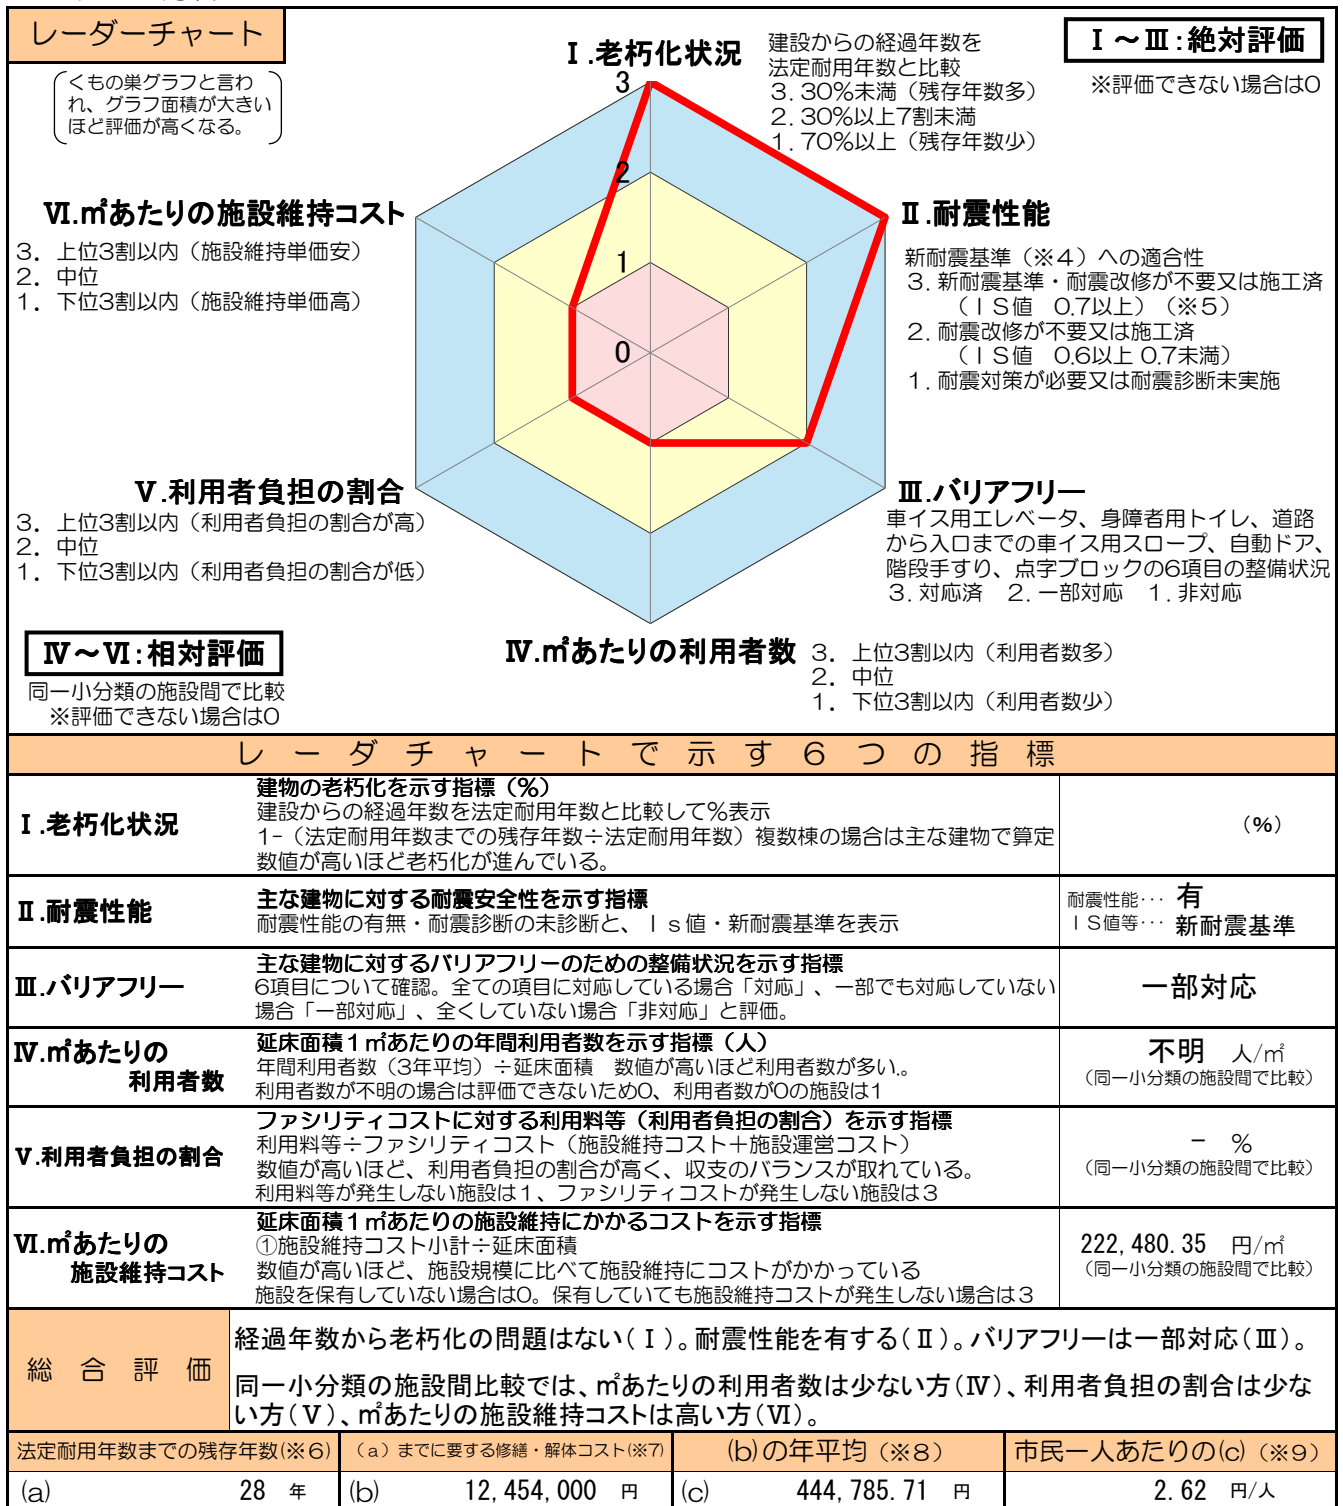 レーダーチャート
くもの巣グラフと言わ
れ、グラフ面積が大きい
ほど評価が高くなる。
Ⅰ～Ⅲ：絶対評価
※評価できない場合は0
Ⅰ.老朽化状況
建設からの経過年数を
法定耐用年数と比較
3. 30％未満（残存年数多）
2. 30％以上7割未満
1. 70％以上（残存年数少）
3
2
1
0
Ⅱ.耐震性能
新耐震基準（※４）への適合性
3. 新耐震基準・耐震改修が不要又は施工済
（ＩＳ値　0.7以上）（※５）
2. 耐震改修が不要又は施工済
（ＩＳ値　0.6以上 0.7未満）
1. 耐震対策が必要又は耐震診断未実施
Ⅵ.㎡あたりの施設維持コスト
3.　上位3割以内（施設維持単価安）
2.　中位
1.　下位3割以内（施設維持単価高）
Ⅴ.利用者負担の割合
3.　上位3割以内（利用者負担の割合が高）
2.　中位
1.　下位3割以内（利用者負担の割合が低）
Ⅲ.バリアフリー
車イス用エレベータ、身障者用トイレ、道路
から入口までの車イス用スロープ、自動ドア、
階段手すり、点字ブロックの6項目の整備状況
3. 対応済　2. 一部対応　1. 非対応
Ⅳ～Ⅵ：相対評価
同一小分類の施設間で比較
※評価できない場合は0
Ⅳ.㎡あたりの利用者数
3.　上位3割以内（利用者数多）
2.　中位
1.　下位3割以内（利用者数少）
レーダチャートで示す６つの指標
Ⅰ.老朽化状況
建物の老朽化を示す指標（％）
建設からの経過年数を法定耐用年数と比較して％表示
1-（法定耐用年数までの残存年数÷法定耐用年数）複数棟の場合は主な建物で算定
数値が高いほど老朽化が進んでいる。
（％）
Ⅱ.耐震性能
主な建物に対する耐震安全性を示す指標
耐震性能の有無・耐震診断の未診断と、Ｉｓ値・新耐震基準を表示
耐震性能･･･ 有
ＩＳ値等･･･ 新耐震基準
Ⅲ.バリアフリー
主な建物に対するバリアフリーのための整備状況を示す指標
6項目について確認。全ての項目に対応している場合「対応」、一部でも対応していない
場合「一部対応」、全くしていない場合「非対応」と評価。
一部対応
Ⅳ.㎡あたりの
利用者数
延床面積１㎡あたりの年間利用者数を示す指標（人）
年間利用者数（3年平均）÷延床面積　数値が高いほど利用者数が多い。
利用者数が不明の場合は評価できないため0、利用者数が0の施設は1
不明　人/㎡
（同一小分類の施設間で比較）
Ⅴ.利用者負担の割合
ファシリティコストに対する利用料等（利用者負担の割合）を示す指標
利用料等÷ファシリティコスト（施設維持コスト＋施設運営コスト）
数値が高いほど、利用者負担の割合が高く、収支のバランスが取れている。
利用料等が発生しない施設は１、ファシリティコストが発生しない施設は３
－　％
（同一小分類の施設間で比較）
Ⅵ.㎡あたりの
施設維持コスト
延床面積１㎡あたりの施設維持にかかるコストを示す指標
①施設維持コスト小計÷延床面積
数値が高いほど、施設規模に比べて施設維持にコストがかかっている
施設を保有していない場合は0。保有していても施設維持コストが発生しない場合は３
222,480.35　円/㎡
（同一小分類の施設間で比較）
総合評価
経過年数から老朽化の問題はない（Ⅰ）。耐震性能を有する（Ⅱ）。バリアフリーは一部対応（Ⅲ）。
同一小分類の施設間比較では、㎡あたりの利用者数は少ない方（Ⅳ）、利用者負担の割合は少な
い方（Ⅴ）、㎡あたりの施設維持コストは高い方（Ⅵ）。
法定耐用年数までの残存年数（※６）　（ａ）までに要する修繕・解体コスト（※７）　（b）の年平均（※８）　市民一人あたりの（c）（※９）
（a）　28　年　（b）　12,454,000　円　（c）　444,785.71　円　2.62　円/人